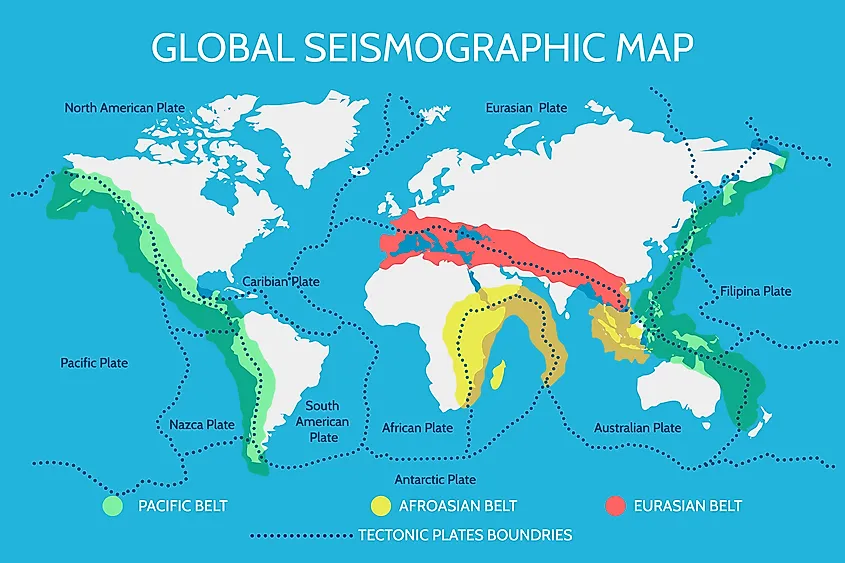 GLOBAL SEISMOGRAPHIC MAP
North American Plate
Eurasian Plate
Caribian Plate
Filipina Plate
Pacific Plate
Nazca Plate
South
American
Plate
African Plate
Australian Plate
Antarctic Plate
PACIFIC BELT
AFROASIAN BELT
EURASIAN BELT
TECTONIC PLATES BOUNDRIES